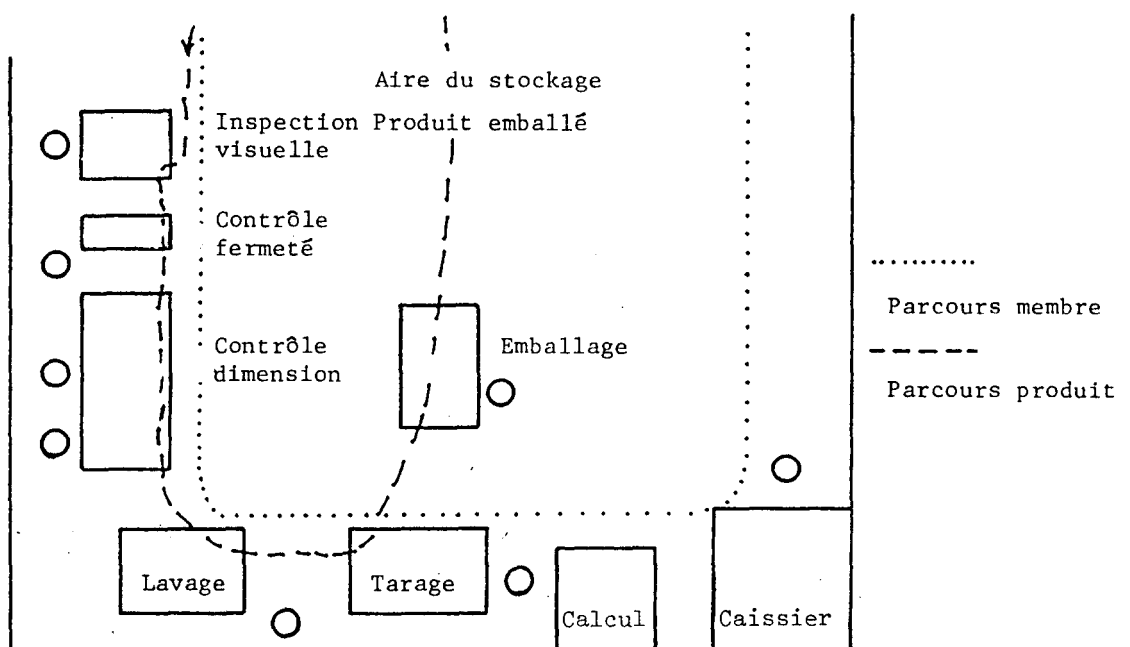 Aire du stockage
Inspection Produit emballé
visuelle
Contrôle
fermeté
Parcours membre
Contrôle
dimension
Emballage
Parcours produit
Lavage
Tarage
Calcul
Caissier